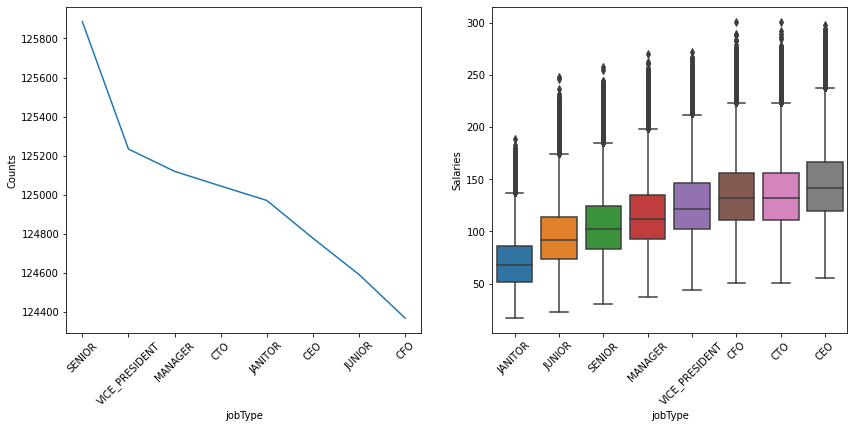 125800
125600
125400
125200
125000
124800
124600
124400
Counts
SENIOR
VICE_PRESIDENT
MANAGER
CTO
JANITOR
CEO
JUNIOR
CFO
jobType
300
250
200
150
100
50
Salaries
JANITOR
JUNIOR
SENIOR
MANAGER
VICE_PRESIDENT
CFO
CTO
CEO
jobType